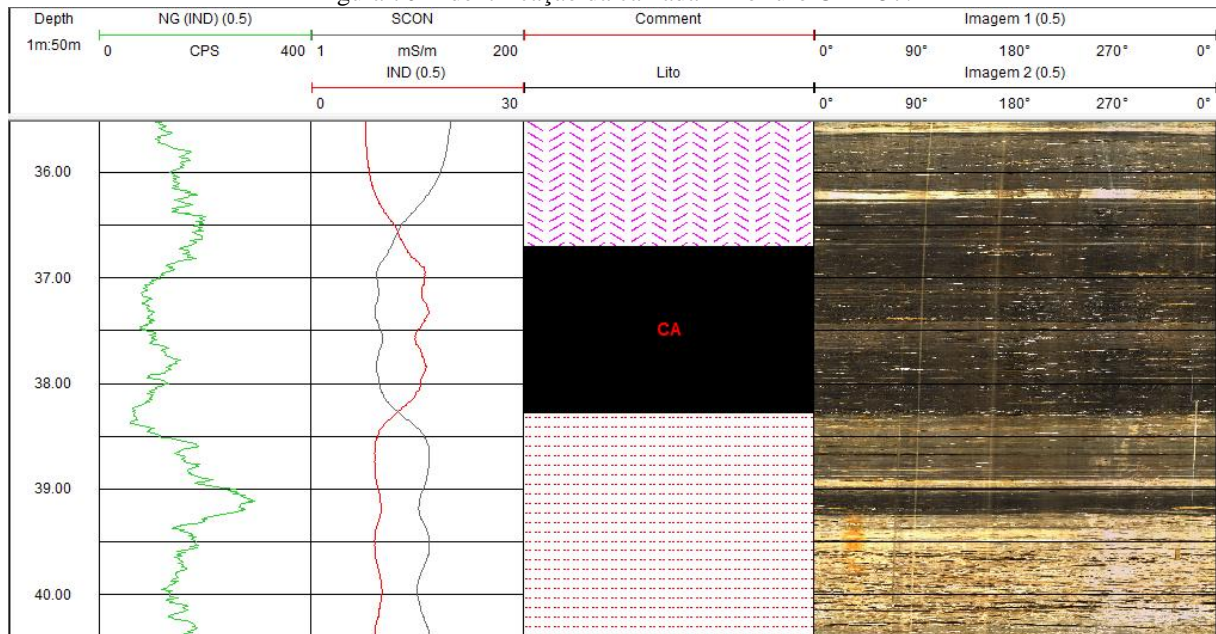 Depth NG (IND) (0.5) SCON Comment Imagem 1 (0.5)
1m:50m 0 CPS 400 1 mS/m 200 0° 90° 180° 270° 0°
IND (0.5) Lito Imagem 2 (0.5)
0 30 0° 90° 180° 270° 0°
36.00
37.00
CA
38.00
39.00
40.00